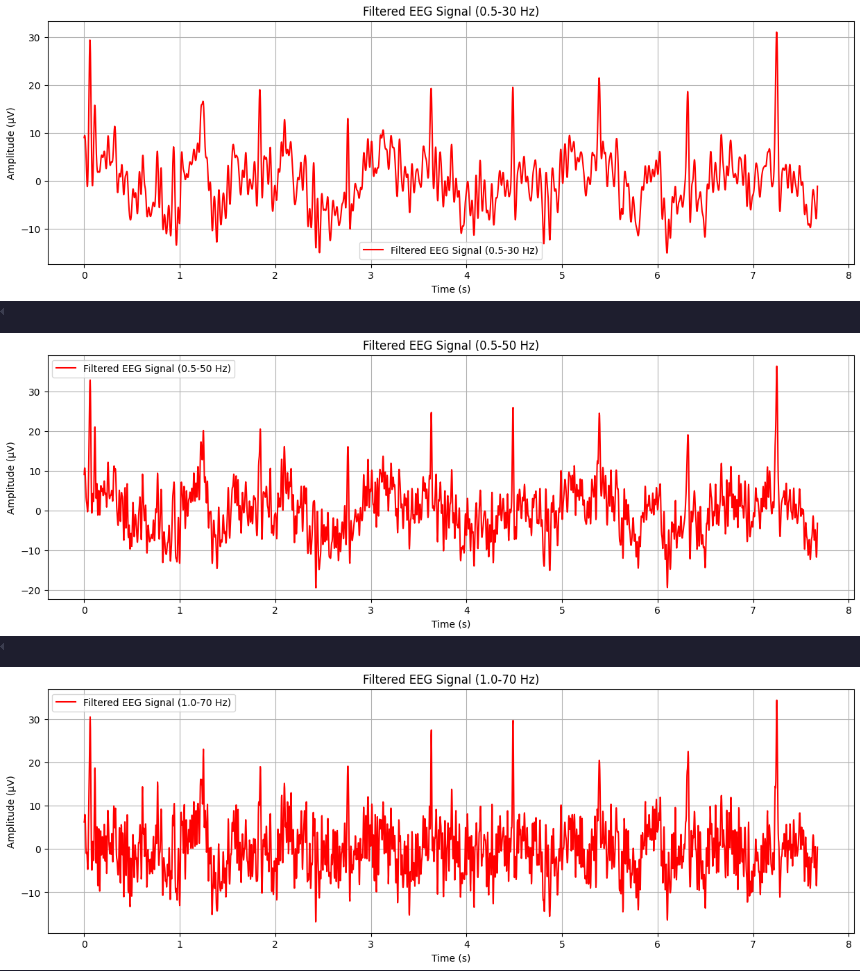 Filtered EEG Signal (0.5-30 Hz)
30
20
10
0
−10
Amplitude (µV)
Filtered EEG Signal (0.5-30 Hz)
0 1 2 3 4 5 6 7 8
Time (s)
Filtered EEG Signal (0.5-50 Hz)
Filtered EEG Signal (0.5-50 Hz)
30
20
10
0
−10
−20
Amplitude (µV)
0 1 2 3 4 5 6 7 8
Time (s)
Filtered EEG Signal (1.0-70 Hz)
Filtered EEG Signal (1.0-70 Hz)
30
20
10
0
−10
Amplitude (µV)
0 1 2 3 4 5 6 7 8
Time (s)